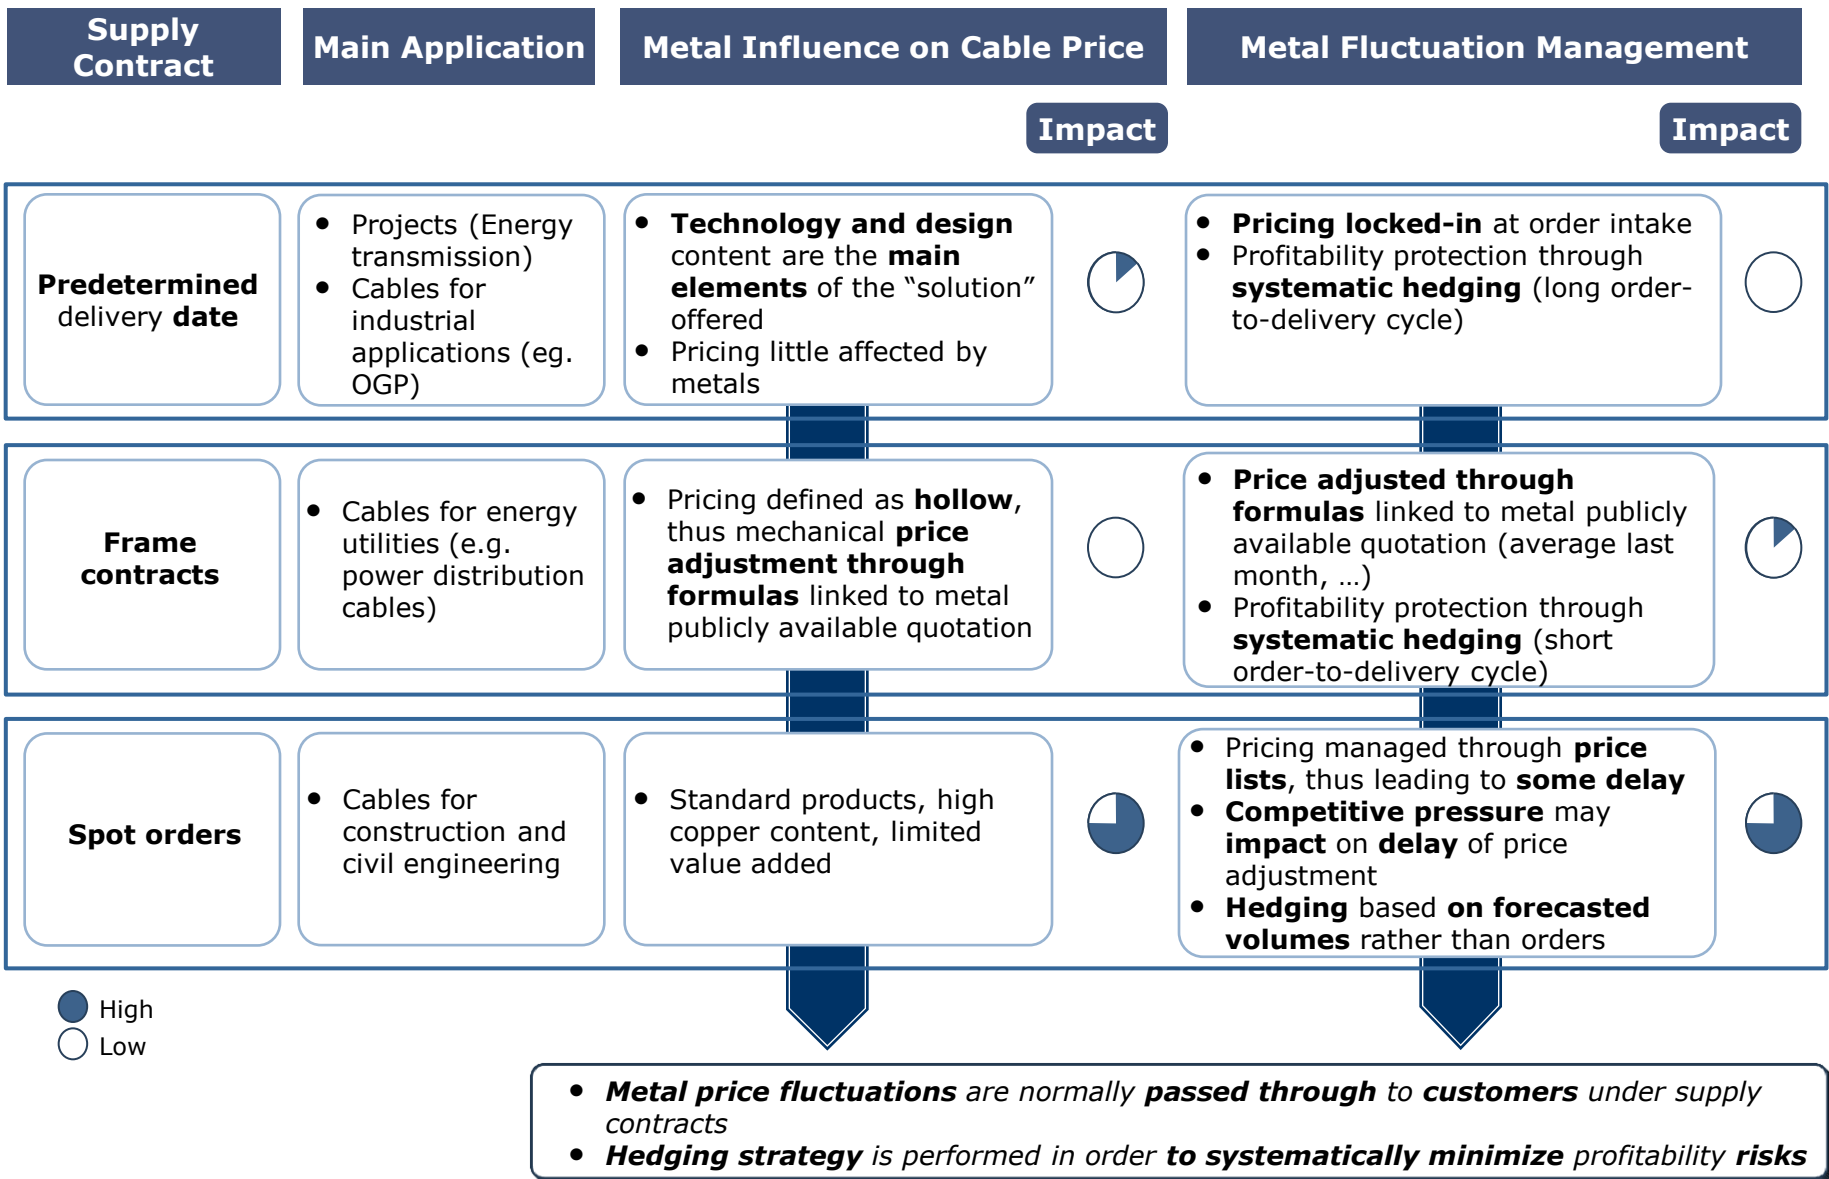 Supply
Contract
Main Application
Metal Influence on Cable Price
Metal Fluctuation Management
Impact
Impact
Predetermined
delivery date
• Projects (Energy
transmission)
• Cables for
industrial
applications (eg.
OGP)
• Technology and design
content are the main
elements of the “solution”
offered
• Pricing little affected by
metals
• Pricing locked-in at order intake
• Profitability protection through
systematic hedging (long order-
to-delivery cycle)
Frame
contracts
• Cables for energy
utilities (e.g.
power distribution
cables)
• Pricing defined as hollow,
thus mechanical price
adjustment through
formulas linked to metal
publicly available quotation
• Price adjusted through
formulas linked to metal publicly
available quotation (average last
month, …)
• Profitability protection through
systematic hedging (short
order-to-delivery cycle)
Spot orders
• Cables for
construction and
civil engineering
• Standard products, high
copper content, limited
value added
• Pricing managed through price
lists, thus leading to some delay
• Competitive pressure may
impact on delay of price
adjustment
• Hedging based on forecasted
volumes rather than orders
High
Low
• Metal price fluctuations are normally passed through to customers under supply
contracts
• Hedging strategy is performed in order to systematically minimize profitability risks